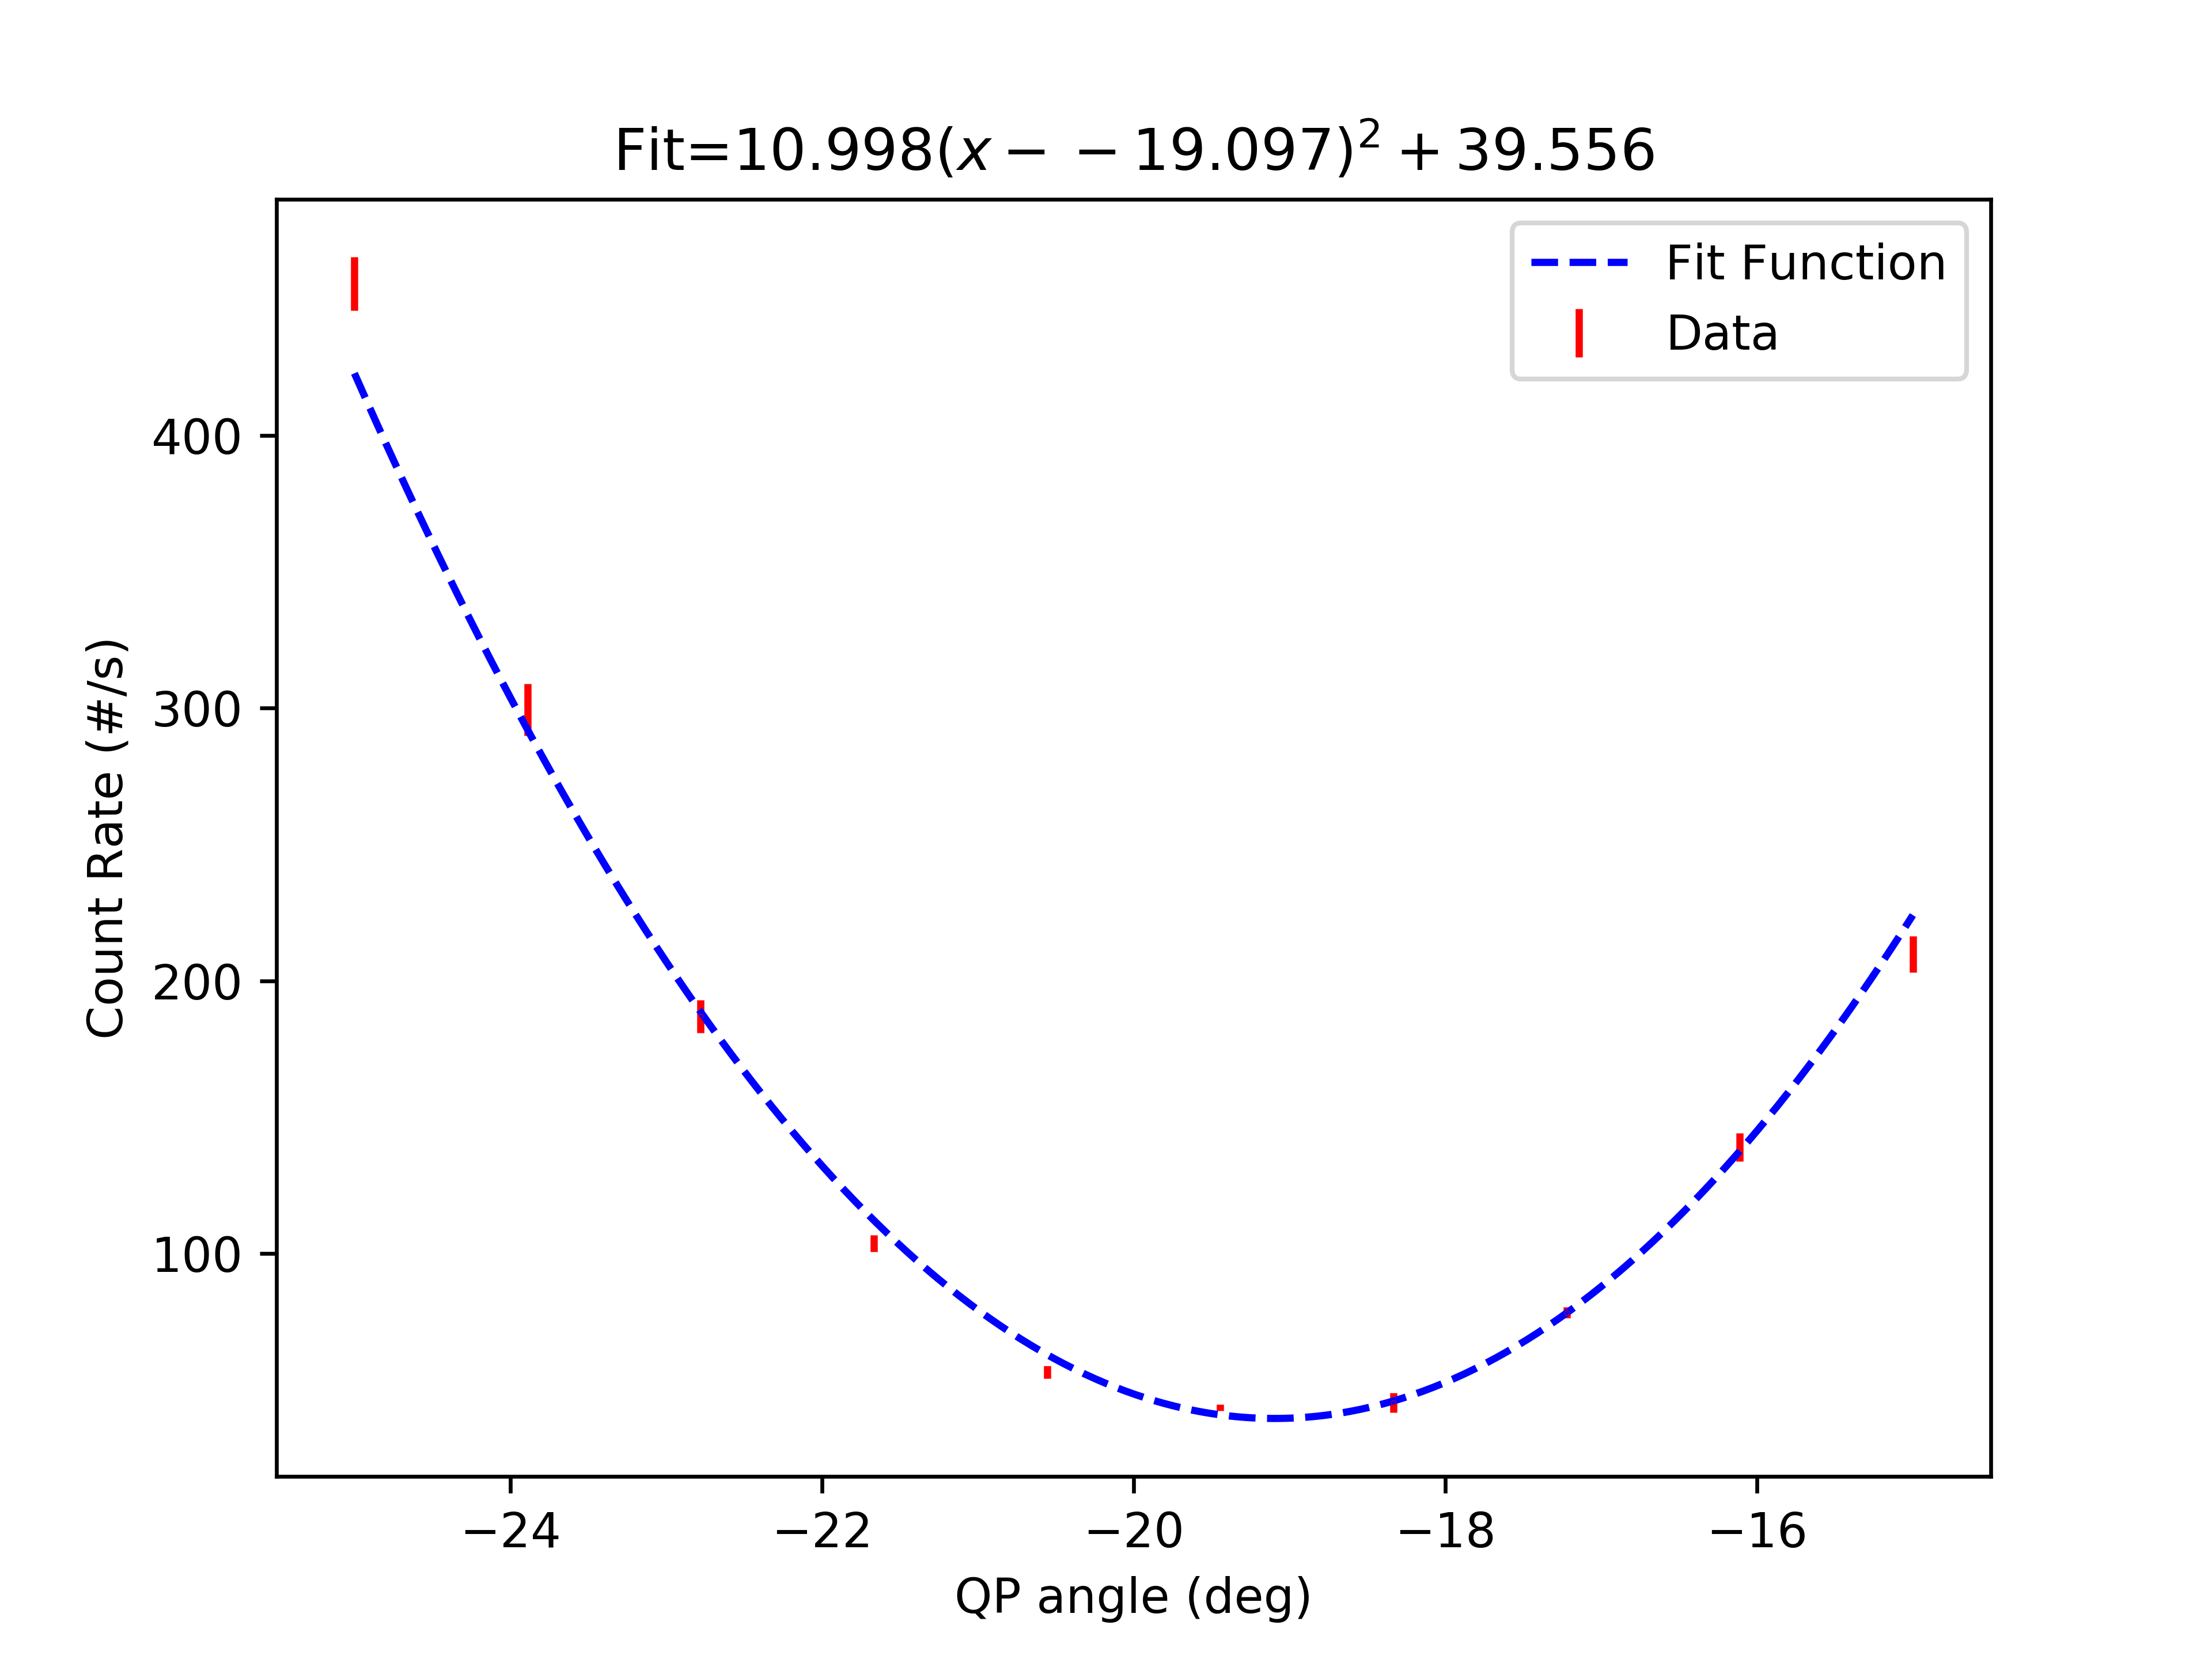 Fit=10.998(x − −19.097)² + 39.556
Fit Function
Data
400
300
200
100
Count Rate (#/s)
−24 −22 −20 −18 −16
QP angle (deg)